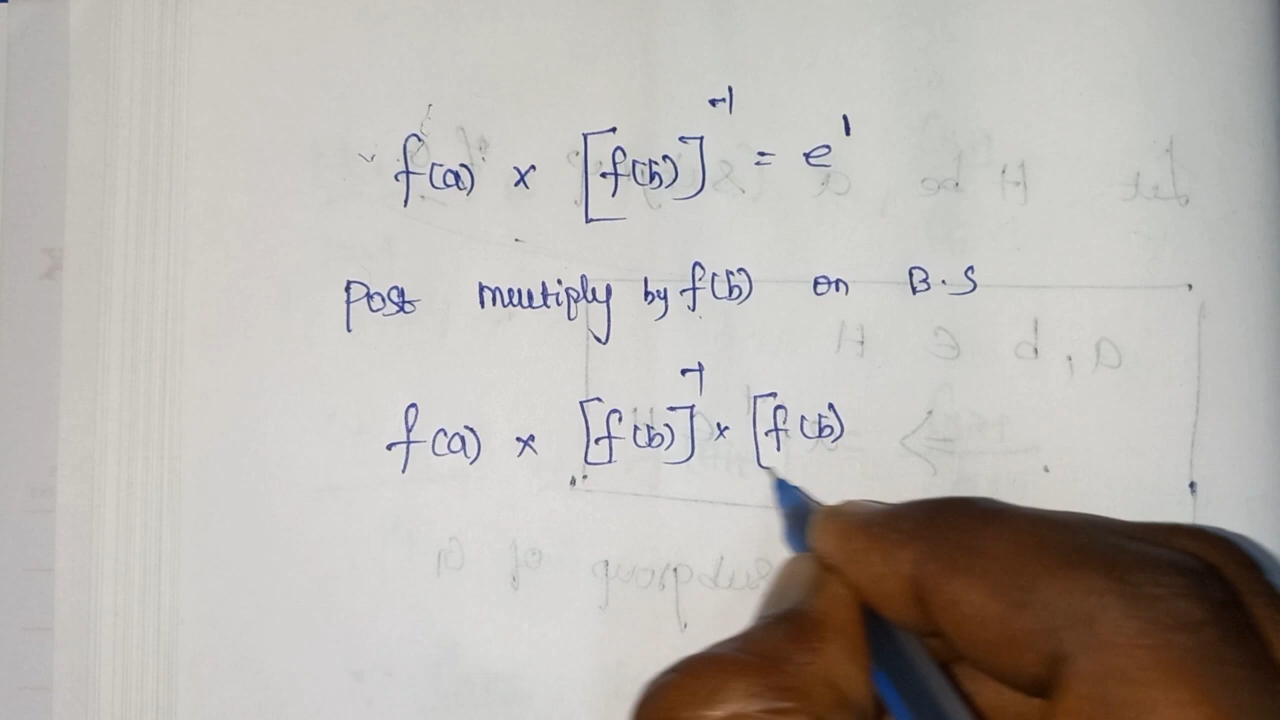 f(a) × [f(b)]⁻¹ = e'
Post multiply by f(b) on B.S
f(a) × [f(b)]⁻¹ × [f(b)